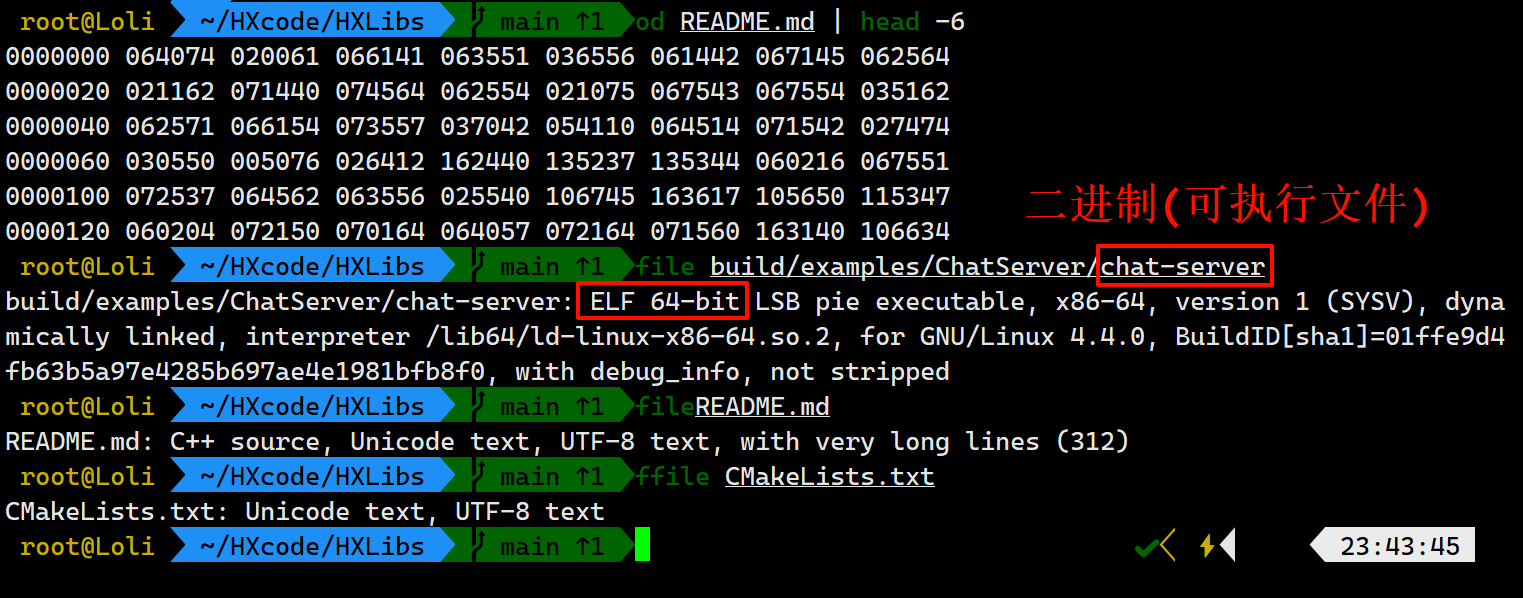 root@Loli ~/HXcode/HXLibs main ↑1 od README.md | head -6
0000000 064074 020061 066141 063551 036556 061442 067145 062564
0000020 021162 071440 074564 062554 021075 067543 067554 035162
0000040 062571 066154 073557 037042 054110 064514 071542 027474
0000060 030550 005076 026412 162440 135237 135344 060216 067551
0000100 072537 064562 063556 025540 106745 163617 105650 115347
0000120 060204 072150 070164 064057 072164 071560 163140 106634
二进制(可执行文件)
root@Loli ~/HXcode/HXLibs main ↑1 file build/examples/ChatServer/chat-server
build/examples/ChatServer/chat-server: ELF 64-bit LSB pie executable, x86-64, version 1 (SYSV), dyna
mically linked, interpreter /lib64/ld-linux-x86-64.so.2, for GNU/Linux 4.4.0, BuildID[sha1]=01ffe9d4
fb63b5a97e4285b697ae4e1981bfb8f0, with debug_info, not stripped
root@Loli ~/HXcode/HXLibs main ↑1 fileREADME.md
README.md: C++ source, Unicode text, UTF-8 text, with very long lines (312)
root@Loli ~/HXcode/HXLibs main ↑1 ffile CMakeLists.txt
CMakeLists.txt: Unicode text, UTF-8 text
root@Loli ~/HXcode/HXLibs main ↑1 23:43:45